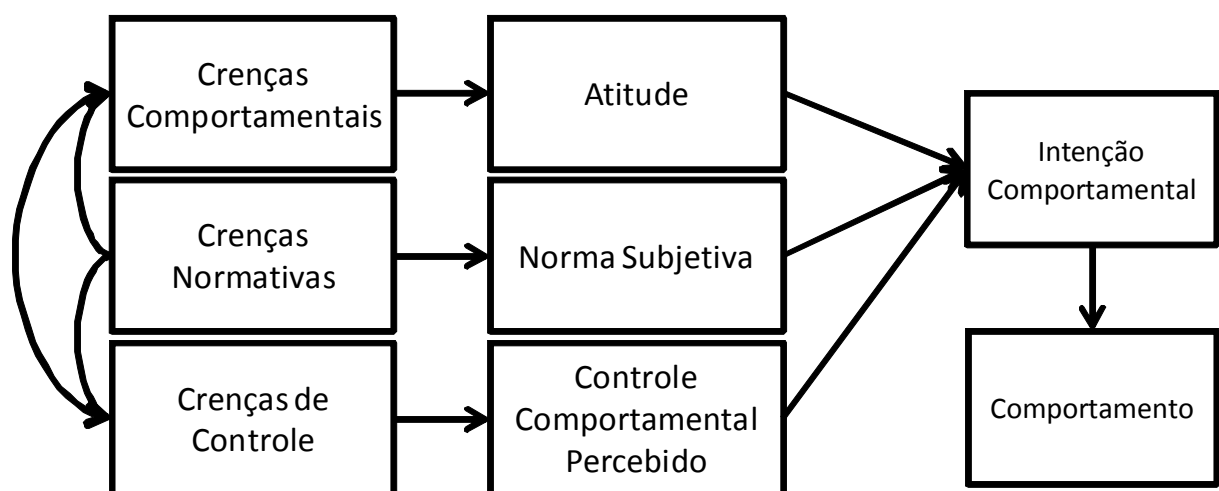 Crenças
Comportamentais
Atitude
Intenção
Comportamental
Crenças
Normativas
Norma Subjetiva
Crenças de
Controle
Controle
Comportamental
Percebido
Comportamento